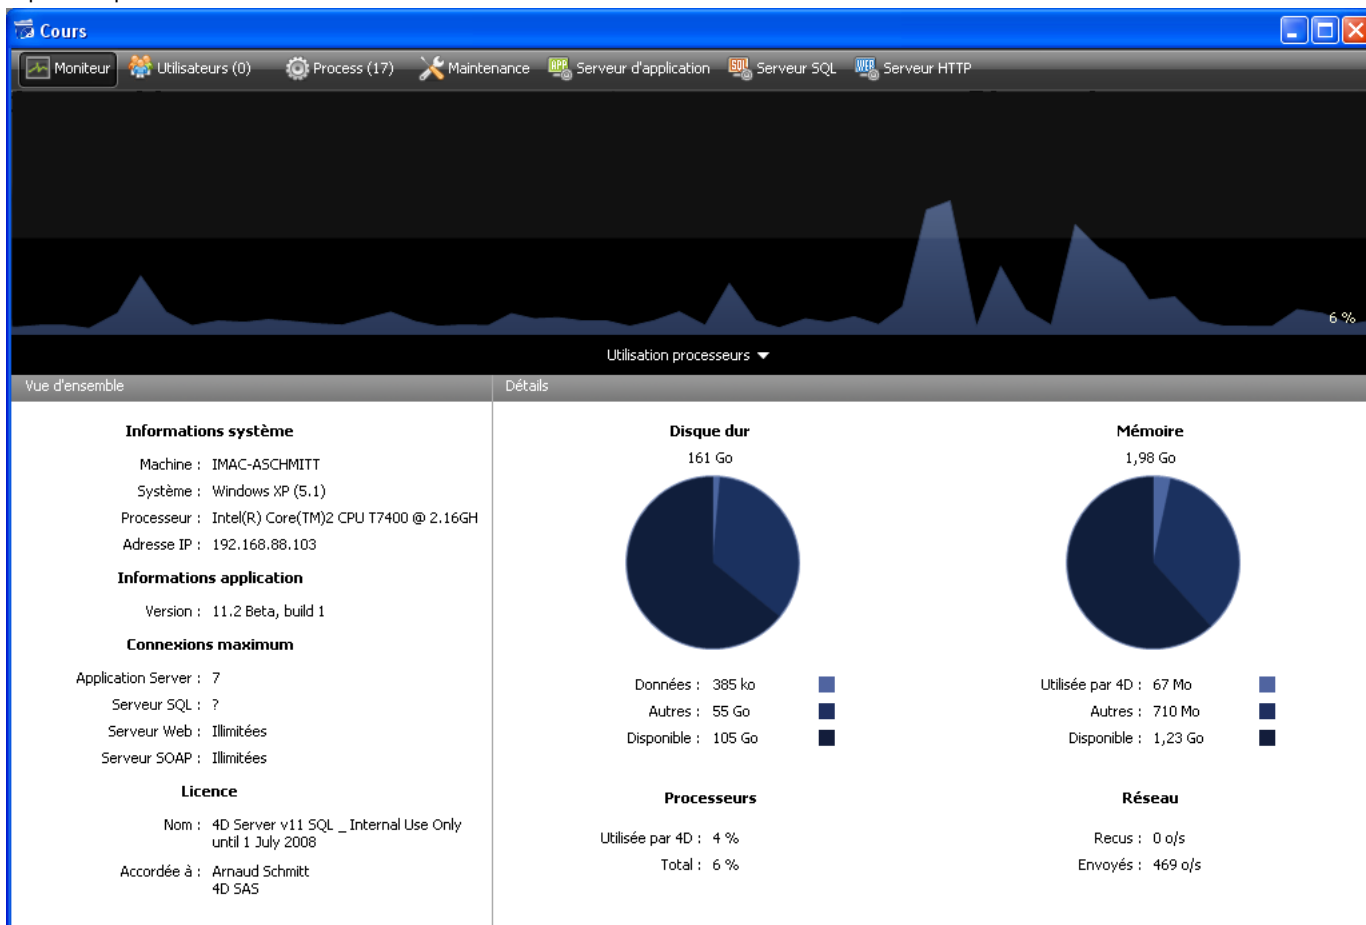 Cours
Moniteur Utilisateurs (0) Process (17) Maintenance Serveur d'application Serveur SQL Serveur HTTP
6 %
Utilisation processeurs
Vue d'ensemble Détails
Informations système
Machine : IMAC-ASCHMITT
Système : Windows XP (5.1)
Processeur : Intel(R) Core(TM)2 CPU T7400 @ 2.16GH
Adresse IP : 192.168.88.103
Informations application
Version : 11.2 Beta, build 1
Connexions maximum
Application Server : 7
Serveur SQL : ?
Serveur Web : Illimitées
Serveur SOAP : Illimitées
Licence
Nom : 4D Server v11 SQL _ Internal Use Only
until 1 July 2008
Accordée à : Arnaud Schmitt
4D SAS
Disque dur
161 Go
Données : 385 ko
Autres : 55 Go
Disponible : 105 Go
Processeurs
Utilisée par 4D : 4 %
Total : 6 %
Mémoire
1,98 Go
Utilisée par 4D : 67 Mo
Autres : 710 Mo
Disponible : 1,23 Go
Réseau
Recus : 0 o/s
Envoyés : 469 o/s